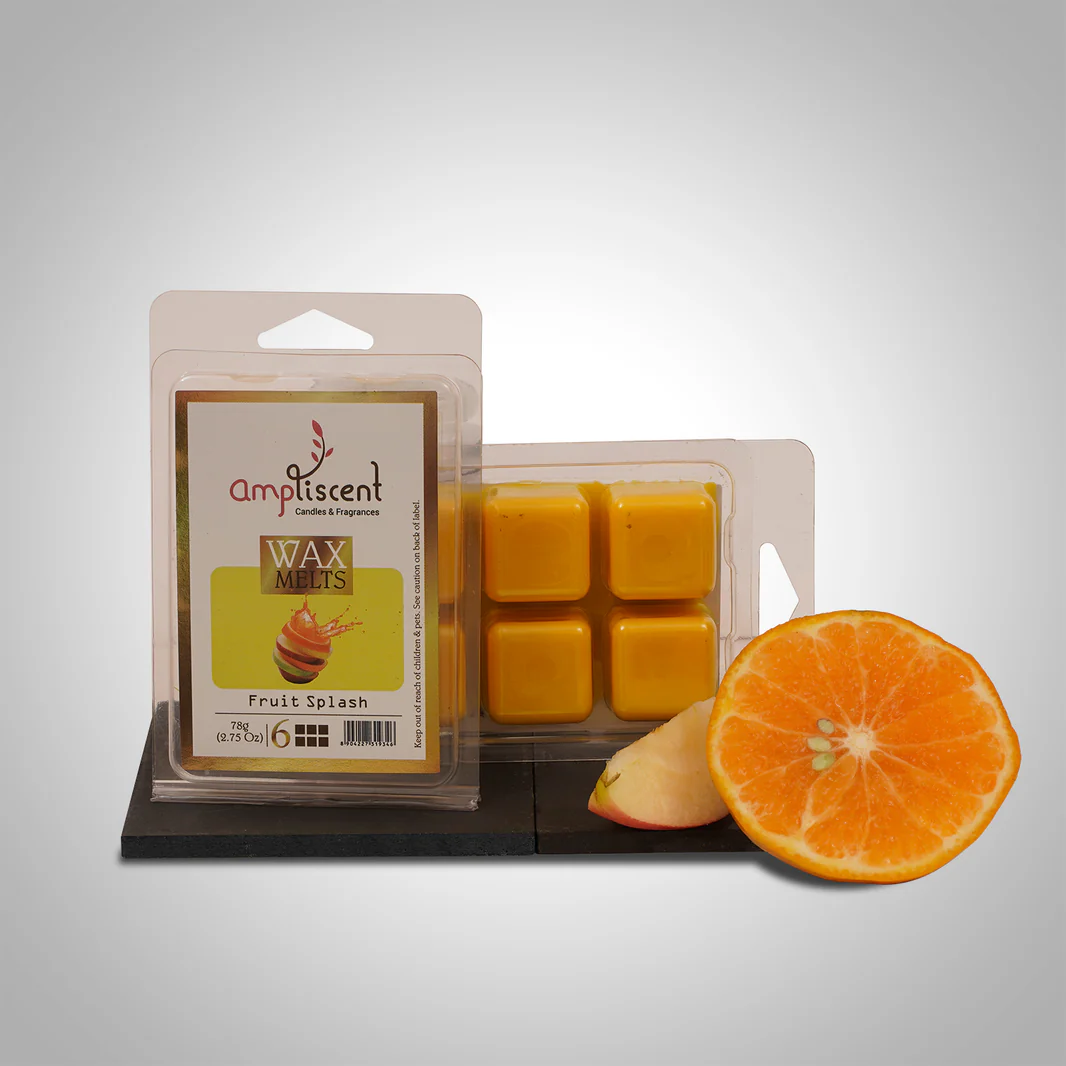 ampliscent
Candles & Fragrances
WAX
MELTS
Fruit Splash
78g
(2.75 Oz)
6
8904227519346
Keep out of reach of children & pets. See caution on back of label.